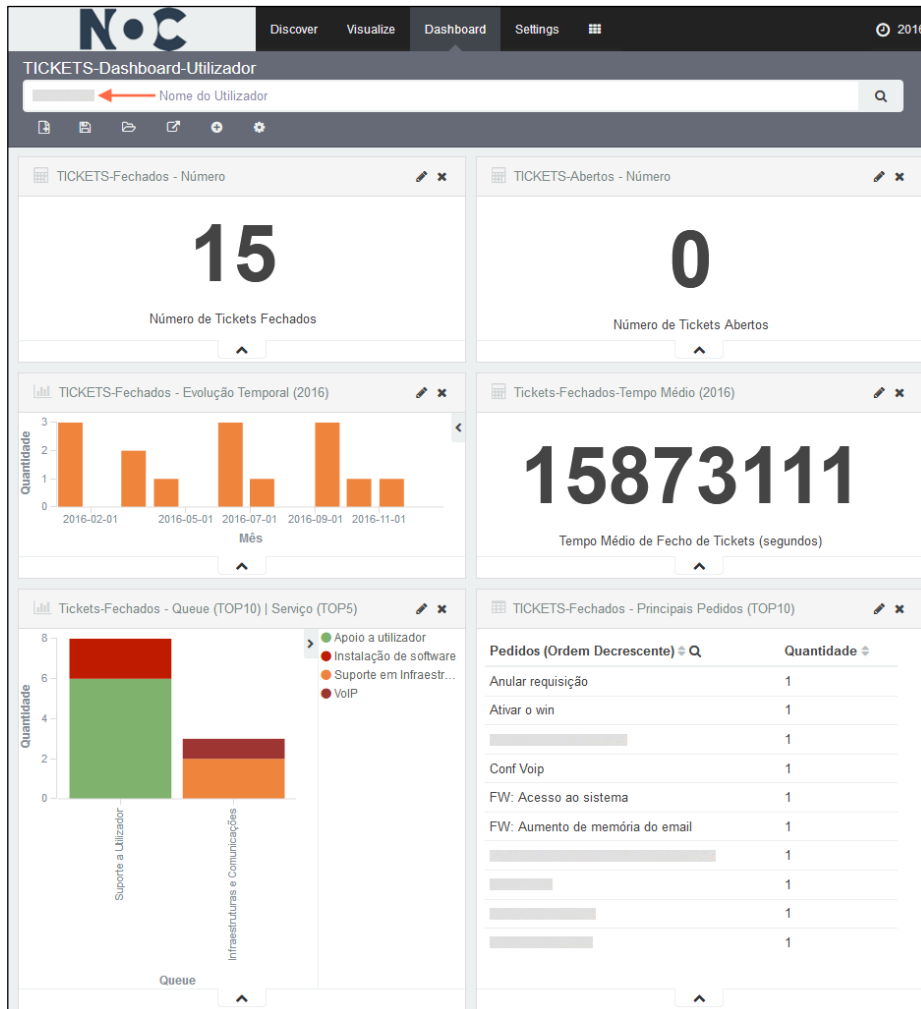 NOC
Discover Visualize Dashboard Settings 2016
TICKETS-Dashboard-Utilizador
Nome do Utilizador
TICKETS-Fechados - Número
15
Número de Tickets Fechados
TICKETS-Abertos - Número
0
Número de Tickets Abertos
TICKETS-Fechados - Evolução Temporal (2016)
Quantidade
3
2
1
0
2016-02-01 2016-05-01 2016-07-01 2016-09-01 2016-11-01
Mês
Tickets-Fechados-Tempo Médio (2016)
15873111
Tempo Médio de Fecho de Tickets (segundos)
Tickets-Fechados - Queue (TOP10) | Serviço (TOP5)
Quantidade
8
6
4
2
0
Suporte a Utilizador
Infraestruturas e Comunicações
Queue
Apoio a utilizador
Instalação de software
Suporte em Infraestr...
VoIP
TICKETS-Fechados - Principais Pedidos (TOP10)
Pedidos (Ordem Decrescente) Quantidade
Anular requisição 1
Ativar o win 1
1
Conf Voip 1
FW: Acesso ao sistema 1
FW: Aumento de memória do email 1
1
1
1
1